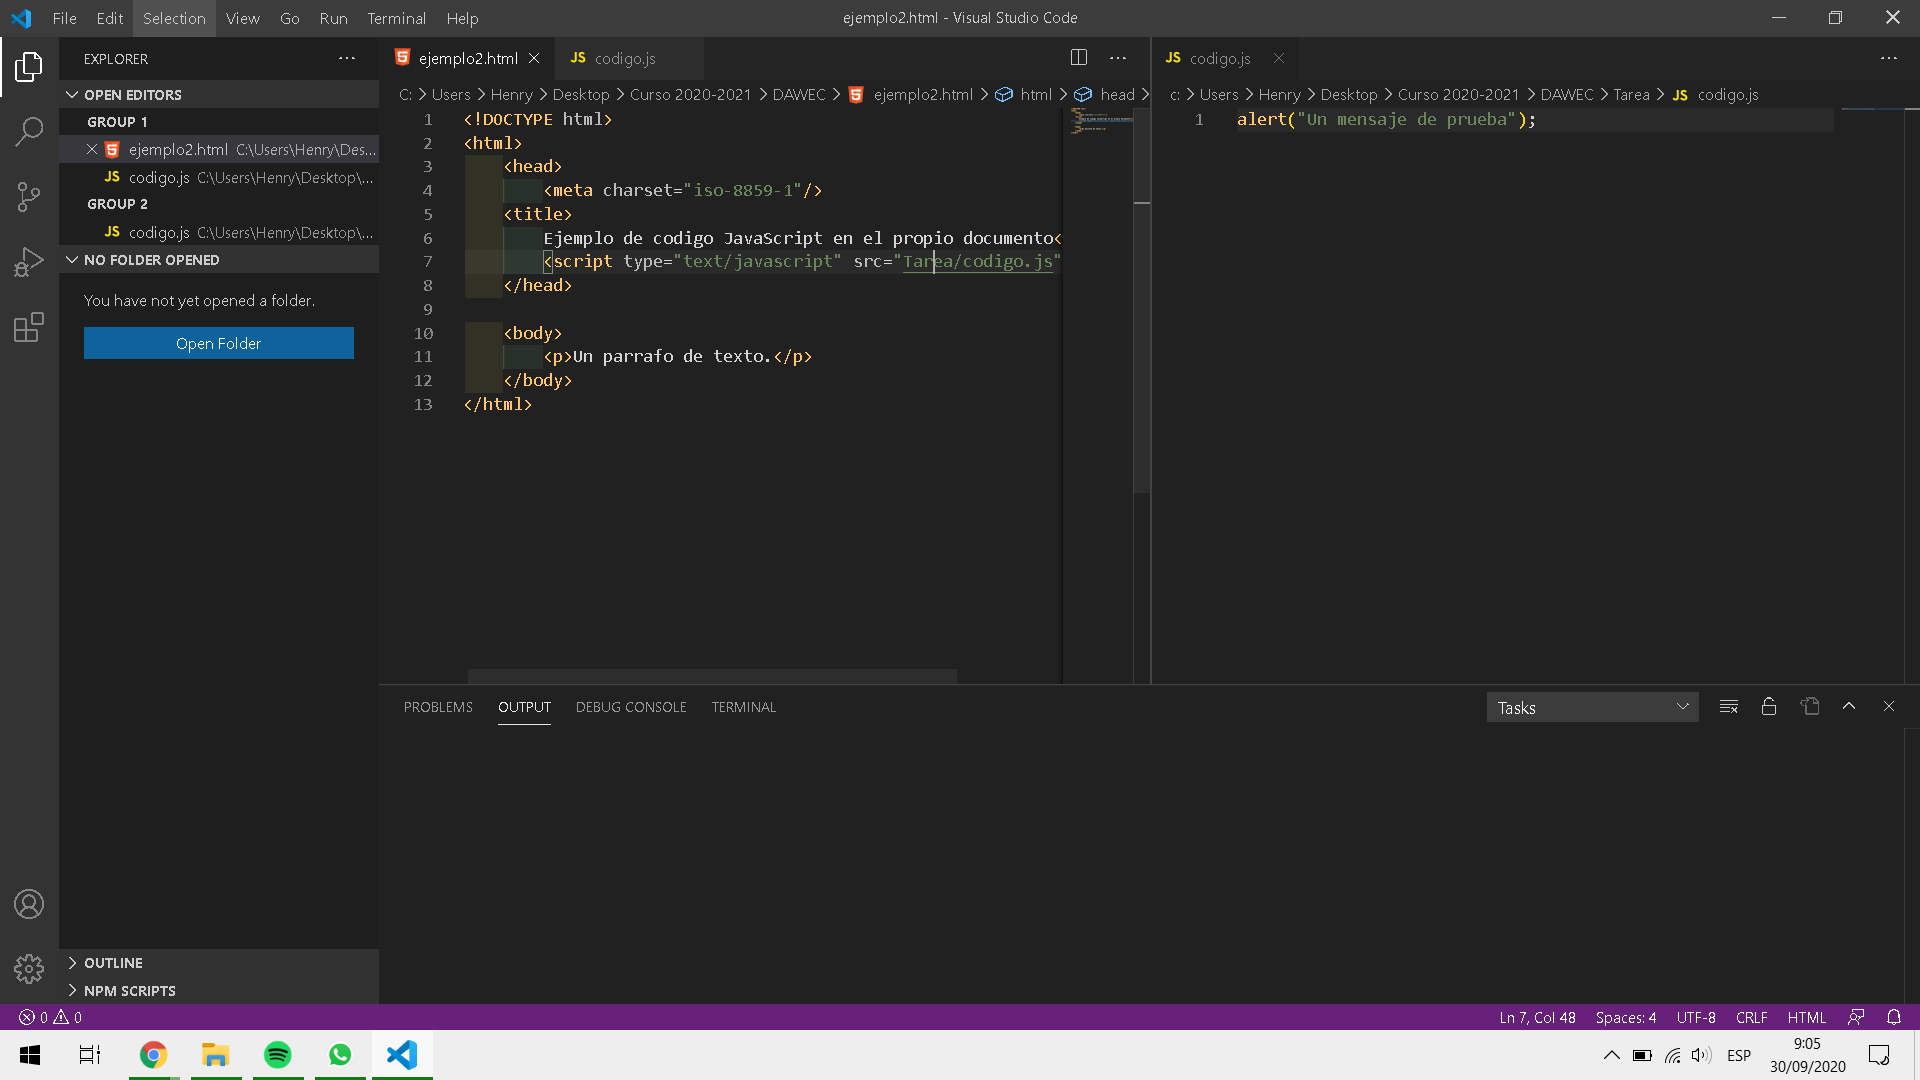 File Edit Selection View Go Run Terminal Help
ejemplo2.html - Visual Studio Code
EXPLORER
OPEN EDITORS
GROUP 1
ejemplo2.html C:\Users\Henry\Des...
JS codigo.js C:\Users\Henry\Desktop\...
GROUP 2
JS codigo.js C:\Users\Henry\Desktop\...
NO FOLDER OPENED
You have not yet opened a folder.
Open Folder
OUTLINE
NPM SCRIPTS
ejemplo2.html JS codigo.js
C: > Users > Henry > Desktop > Curso 2020-2021 > DAWEC > ejemplo2.html > html > head >
1 <!DOCTYPE html>
2 <html>
3 <head>
4 <meta charset="iso-8859-1"/>
5 <title>
6 Ejemplo de codigo JavaScript en el propio documento<
7 <script type="text/javascript" src="Tarea/codigo.js"
8 </head>
9
10 <body>
11 <p>Un parrafo de texto.</p>
12 </body>
13 </html>
JS codigo.js
c: > Users > Henry > Desktop > Curso 2020-2021 > DAWEC > Tarea > JS codigo.js
1 alert("Un mensaje de prueba");
PROBLEMS OUTPUT DEBUG CONSOLE TERMINAL
Tasks
0 0
Ln 7, Col 48 Spaces: 4 UTF-8 CRLF HTML
ESP
9:05
30/09/2020